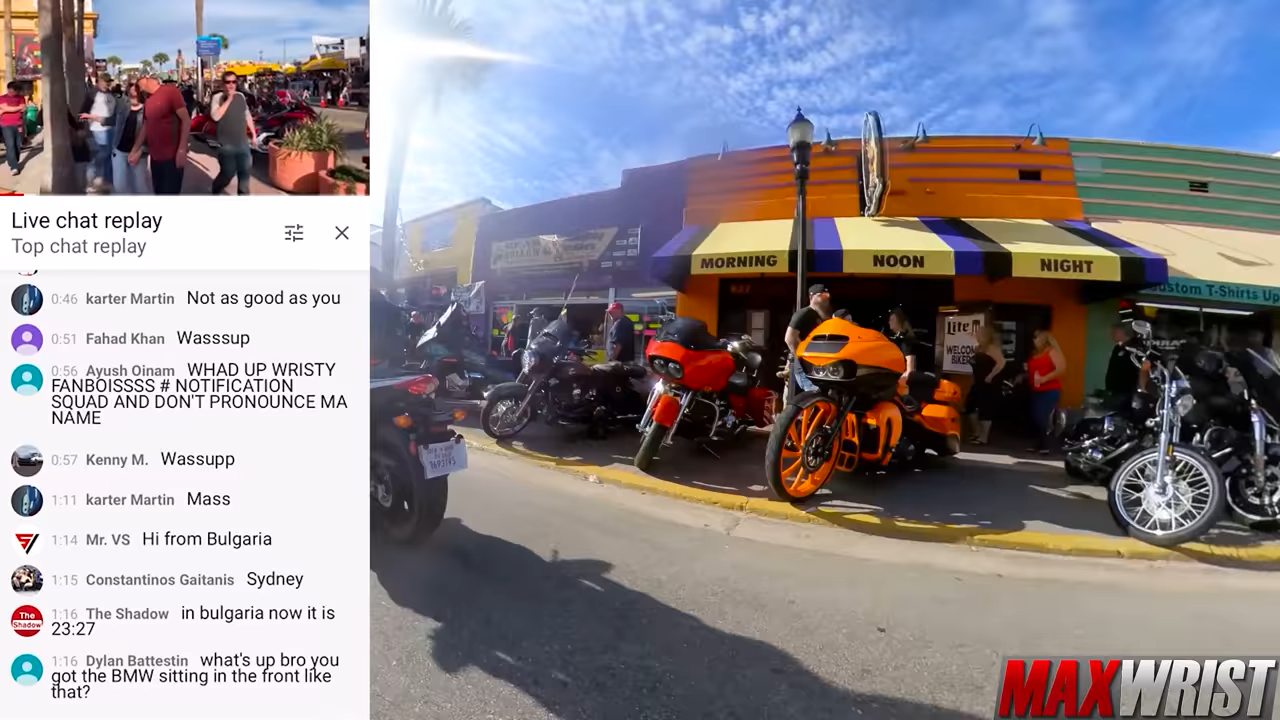 Live chat replay
Top chat replay
0:46 karter Martin Not as good as you
0:51 Fahad Khan Wasssup
0:56 Ayush Oinam WHAD UP WRISTY
FANBOISSSS # NOTIFICATION
SQUAD AND DON'T PRONOUNCE MA
NAME
0:57 Kenny M. Wassupp
1:11 karter Martin Mass
1:14 Mr. VS Hi from Bulgaria
1:15 Constantinos Gaitanis Sydney
The Shadow
1:16 The Shadow in bulgaria now it is
23:27
1:16 Dylan Battestin what's up bro you
got the BMW sitting in the front like
that?
MORNING
NOON
NIGHT
Custom T-Shirts Up
Lite
WELCOME
BIKERS
MAXWRIST